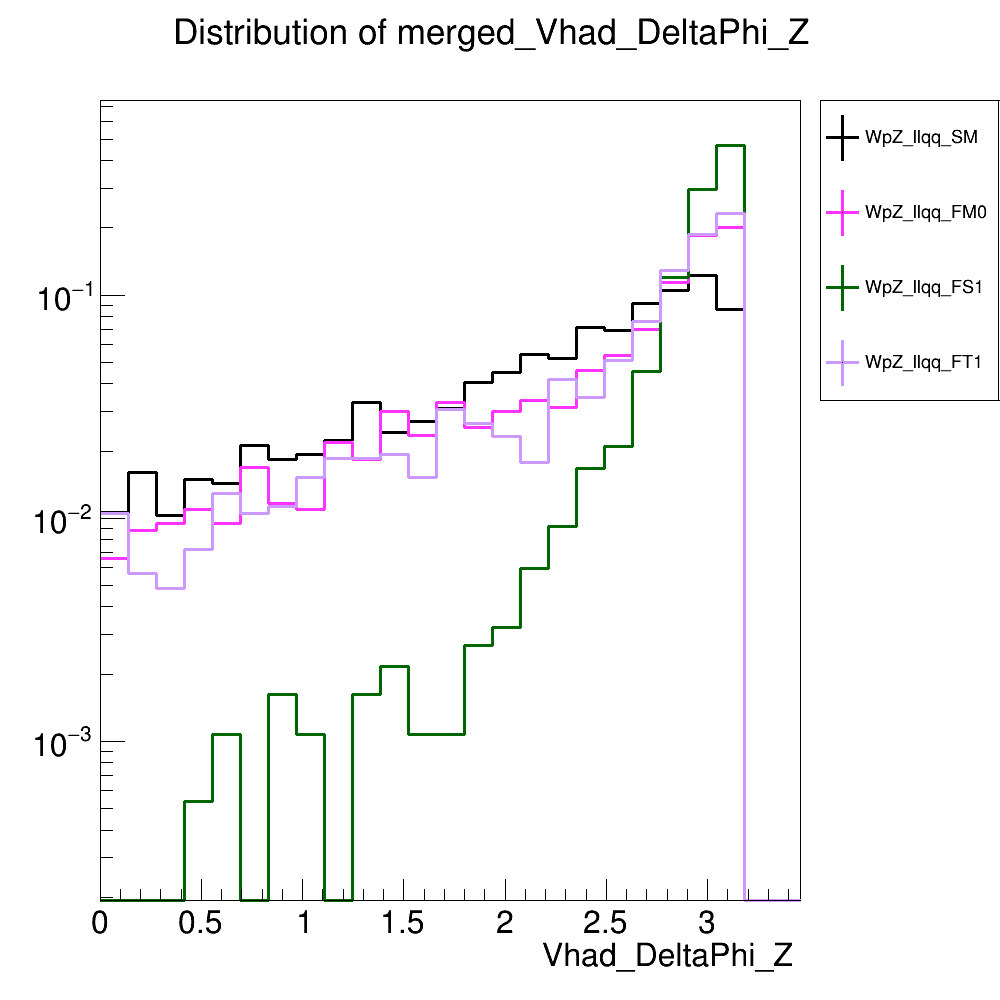 Distribution of merged_Vhad_DeltaPhi_Z
WpZ_llqq_SM
WpZ_llqq_FM0
WpZ_llqq_FS1
WpZ_llqq_FT1
10⁻¹
10⁻²
10⁻³
0 0.5 1 1.5 2 2.5 3
Vhad_DeltaPhi_Z